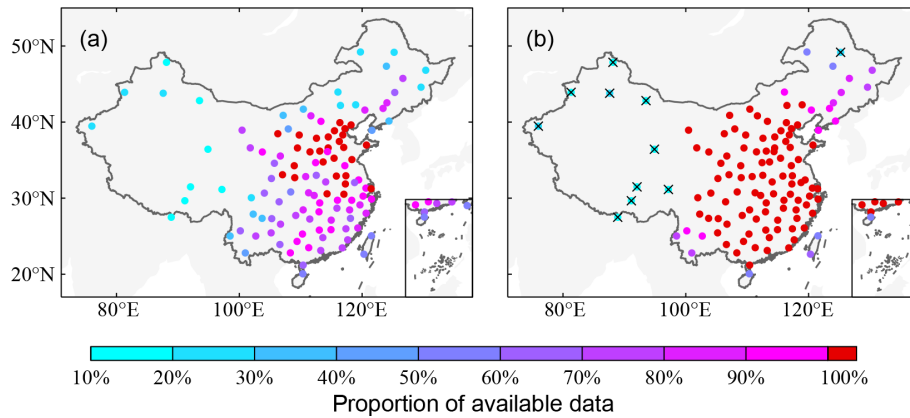 (a)
(b)
50°N
40°N
30°N
20°N
80°E 100°E 120°E
80°E 100°E 120°E
10% 20% 30% 40% 50% 60% 70% 80% 90% 100%
Proportion of available data